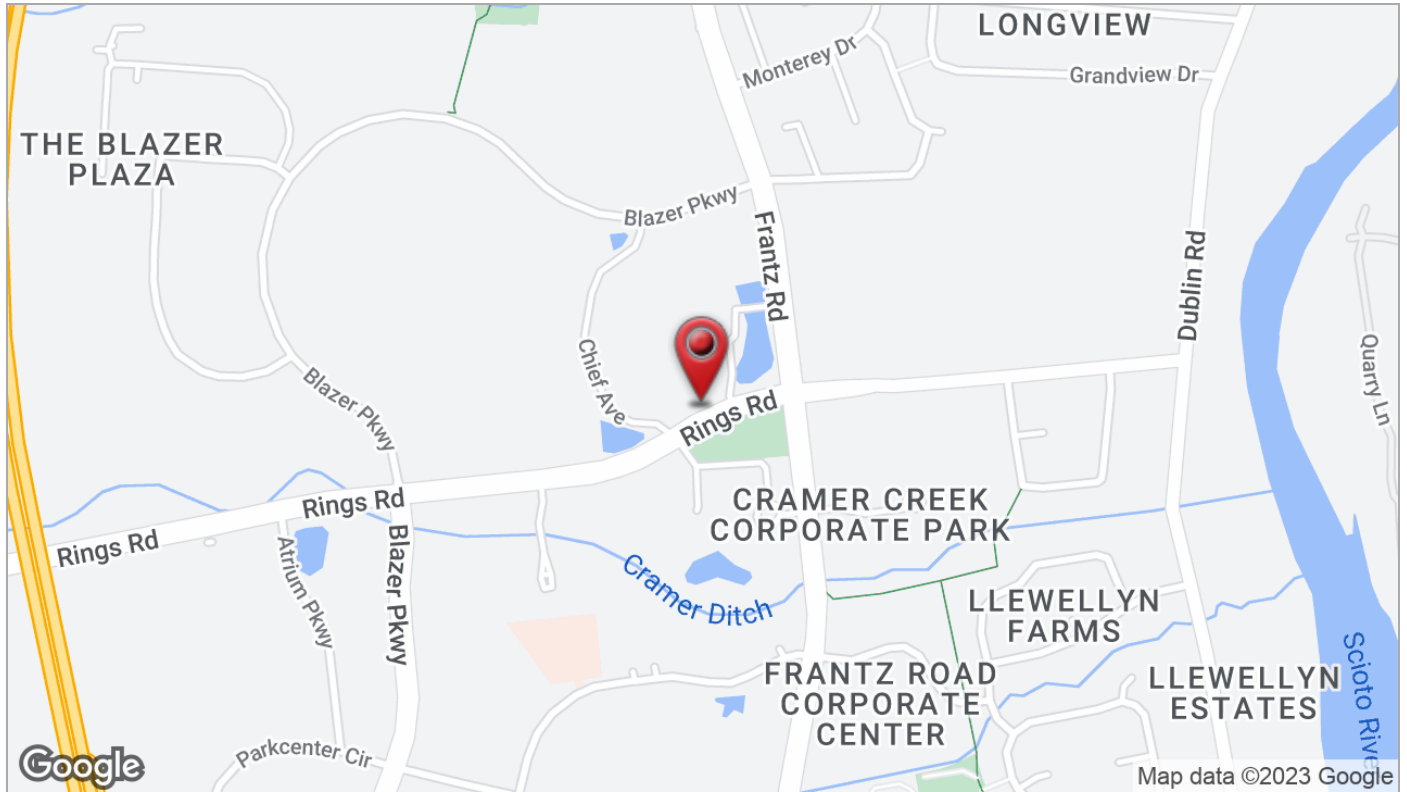 LONGVIEW
Monterey Dr
Grandview Dr
THE BLAZER
PLAZA
Blazer Pkwy
Frantz Rd
Dublin Rd
Quarry Ln
Chief Ave
Blazer Pkwy
Rings Rd
Rings Rd
Rings Rd
CRAMER CREEK
CORPORATE PARK
Atrium Pkwy
Blazer Pkwy
Cramer Ditch
LLEWELLYN
FARMS
Scioto River
FRANTZ ROAD
CORPORATE
CENTER
LLEWELLYN
ESTATES
Parkcenter Cir
Google
Map data ©2023 Google